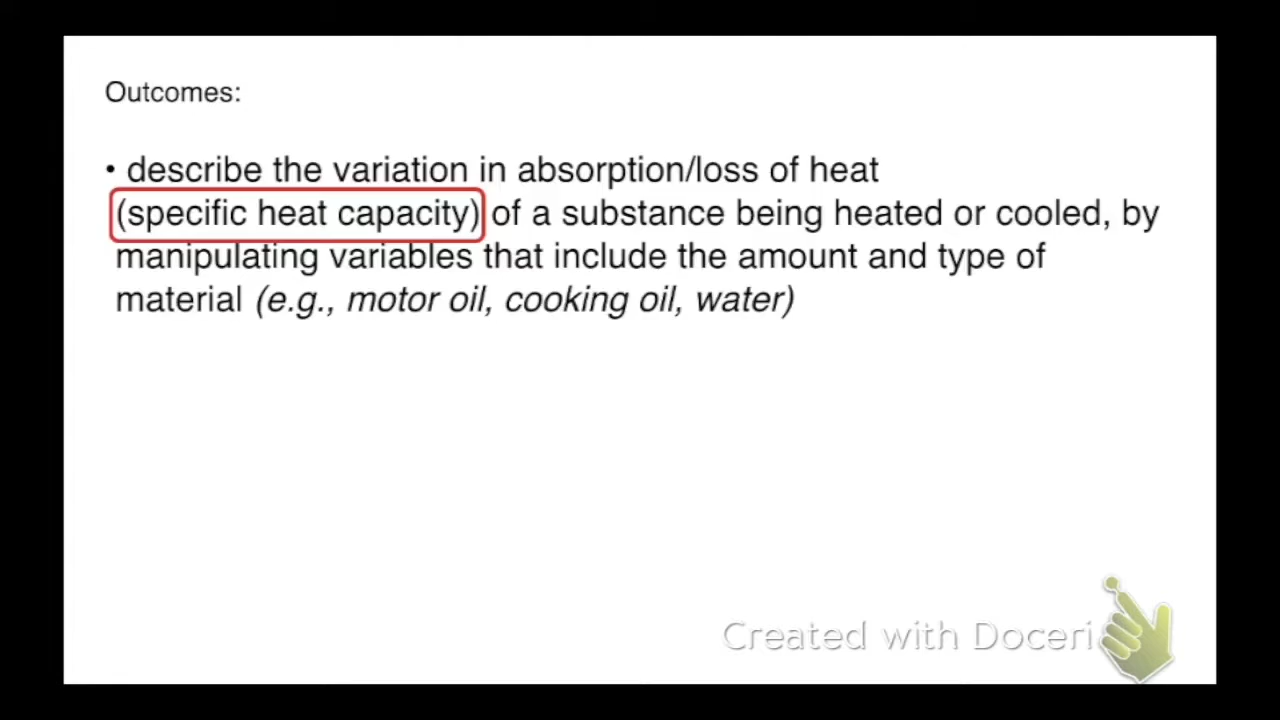 Outcomes:
• describe the variation in absorption/loss of heat
(specific heat capacity) of a substance being heated or cooled, by
manipulating variables that include the amount and type of
material (e.g., motor oil, cooking oil, water)
Created with Doceri